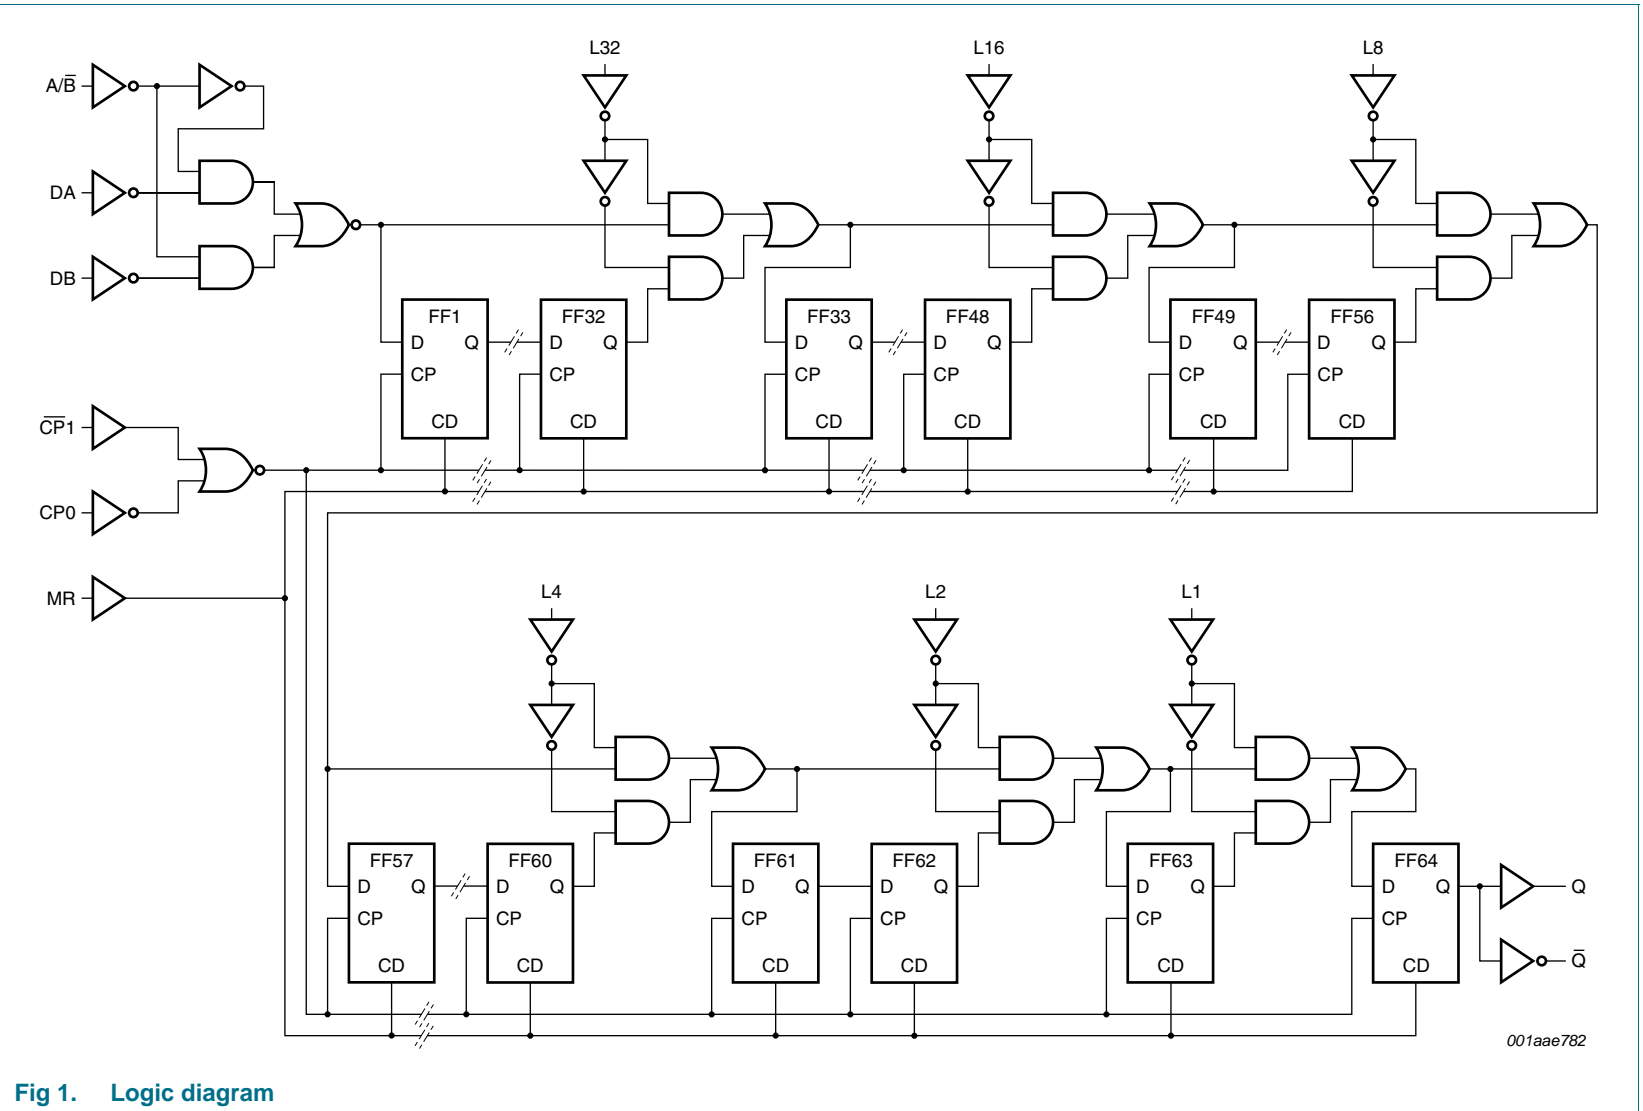 L32 L16 L8
A/B̅
DA
DB
FF1 FF32 FF33 FF48 FF49 FF56
D Q D Q D Q D Q D Q D Q
CP CP CP CP CP CP
CD CD CD CD CD CD
C̅P̅1
CP0
MR
L4 L2 L1
FF57 FF60 FF61 FF62 FF63 FF64
D Q D Q D Q D Q D Q D Q Q
CP CP CP CP CP CP
CD CD CD CD CD CD Q̅
001aae782
Fig 1. Logic diagram